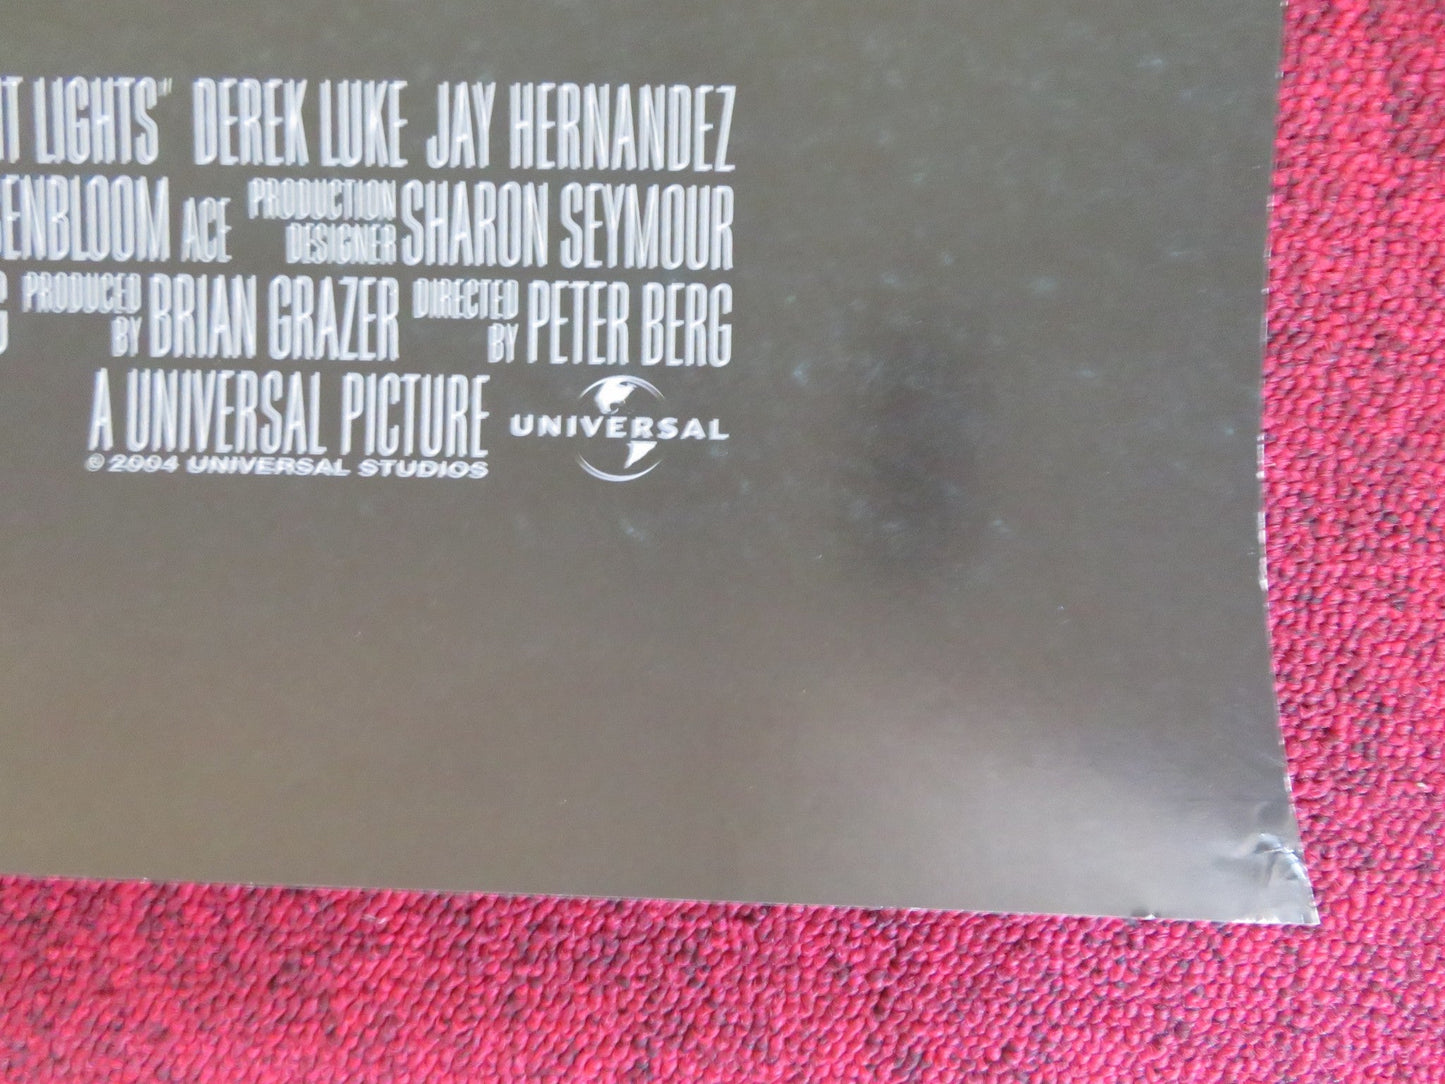 LIGHTS" DEREK LUKE JAY HERNANDEZ
ENBLOOM ACE PRODUCTION DESIGNER SHARON SEYMOUR
PRODUCED BY BRIAN GRAZER DIRECTED BY PETER BERG
A UNIVERSAL PICTURE
© 2004 UNIVERSAL STUDIOS
UNIVERSAL